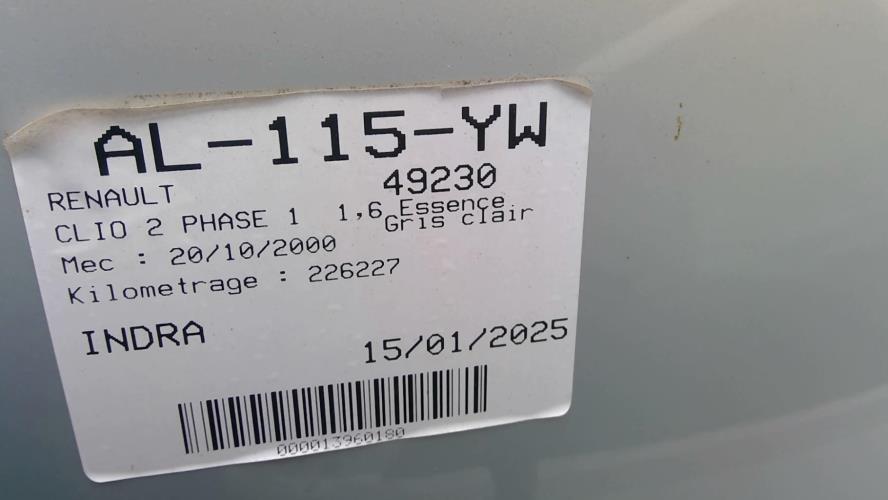 AL-115-YW
RENAULT 49230
CLIO 2 PHASE 1 1,6 Essence
Gris clair
Mec : 20/10/2000
Kilometrage : 226227
INDRA 15/01/2025
000013960180